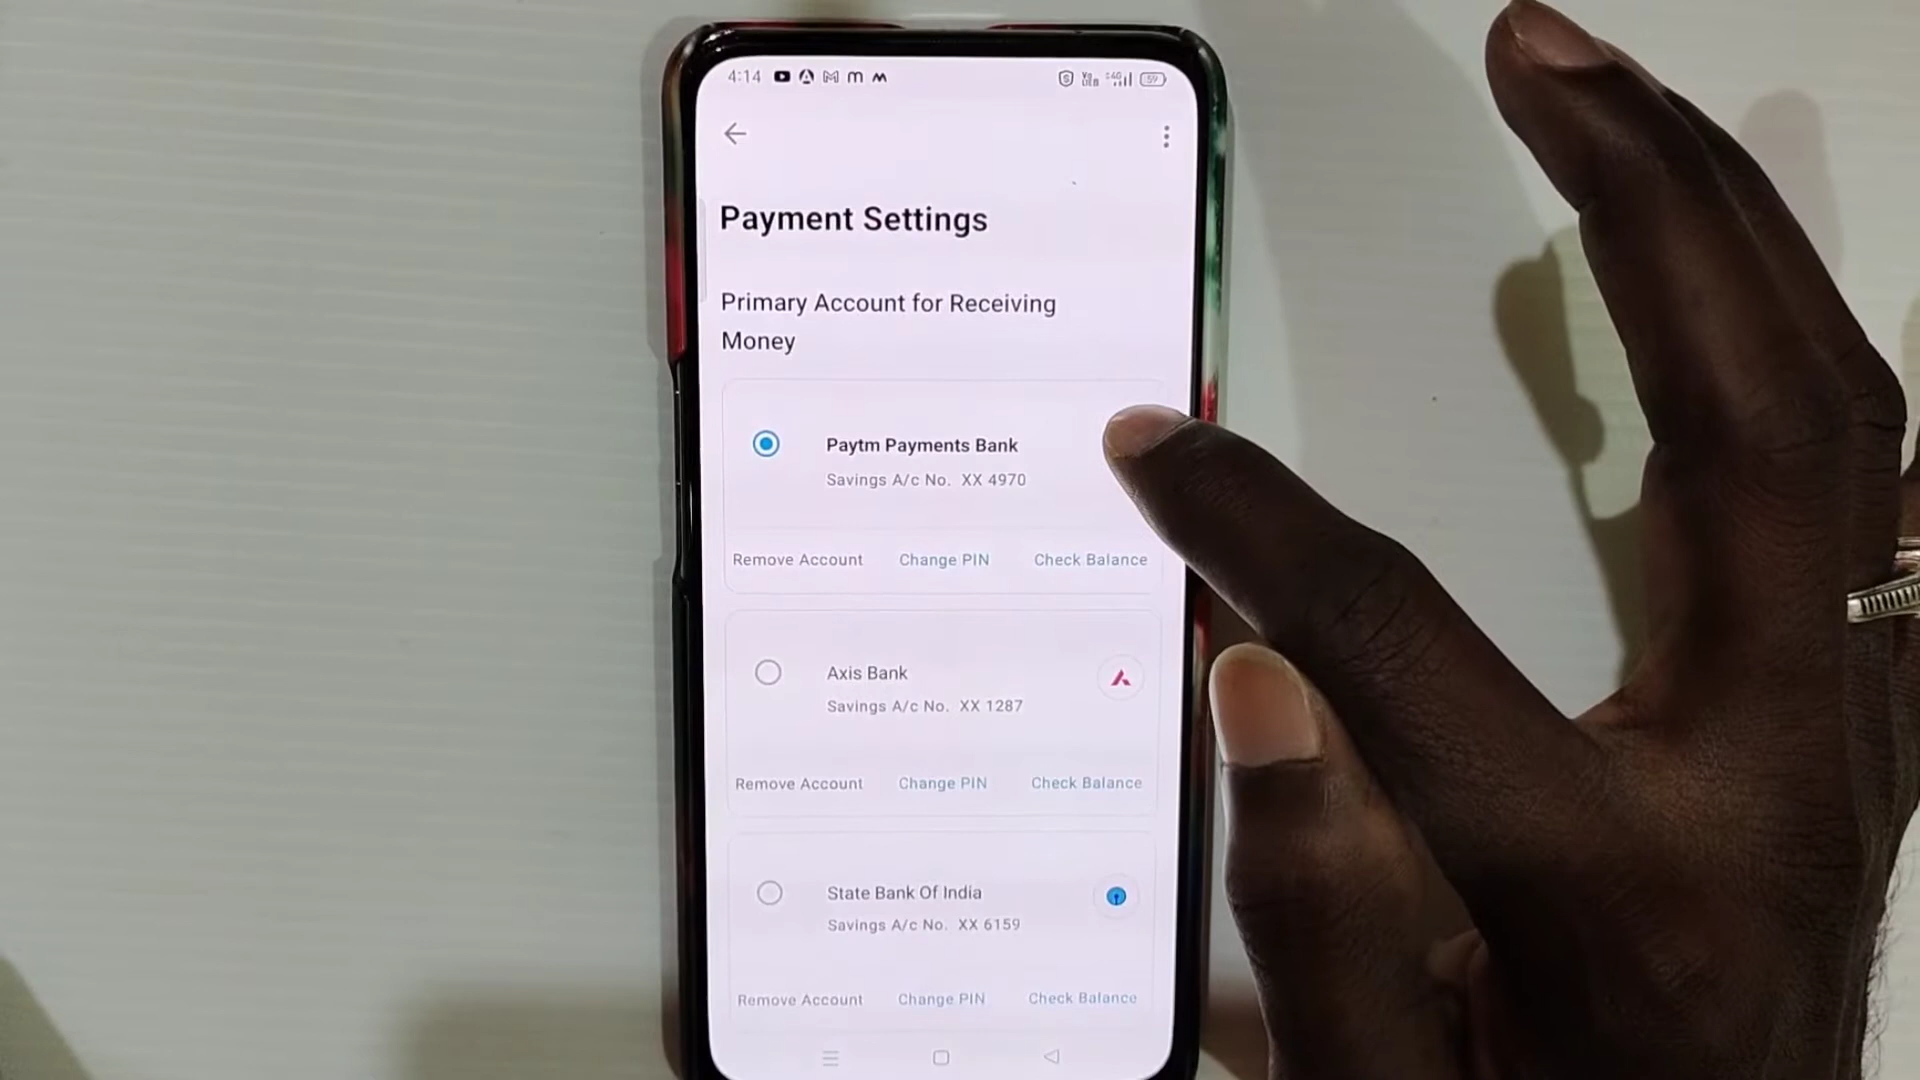 4:14
59
Payment Settings
Primary Account for Receiving
Money
Paytm Payments Bank
Savings A/c No. XX 4970
Remove Account Change PIN Check Balance
Axis Bank
Savings A/c No. XX 1287
Remove Account Change PIN Check Balance
State Bank Of India
Savings A/c No. XX 6159
Remove Account Change PIN Check Balance